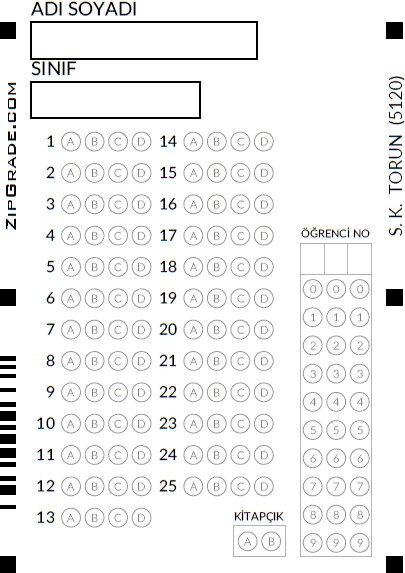 ADI SOYADI
SINIF
ZIPGRADE.COM
S. K. TORUN (5120)
1 A B C D
2 A B C D
3 A B C D
4 A B C D
5 A B C D
6 A B C D
7 A B C D
8 A B C D
9 A B C D
10 A B C D
11 A B C D
12 A B C D
13 A B C D
14 A B C D
15 A B C D
16 A B C D
17 A B C D
18 A B C D
19 A B C D
20 A B C D
21 A B C D
22 A B C D
23 A B C D
24 A B C D
25 A B C D
KİTAPÇIK
A B
ÖĞRENCİ NO
0 0 0
1 1 1
2 2 2
3 3 3
4 4 4
5 5 5
6 6 6
7 7 7
8 8 8
9 9 9